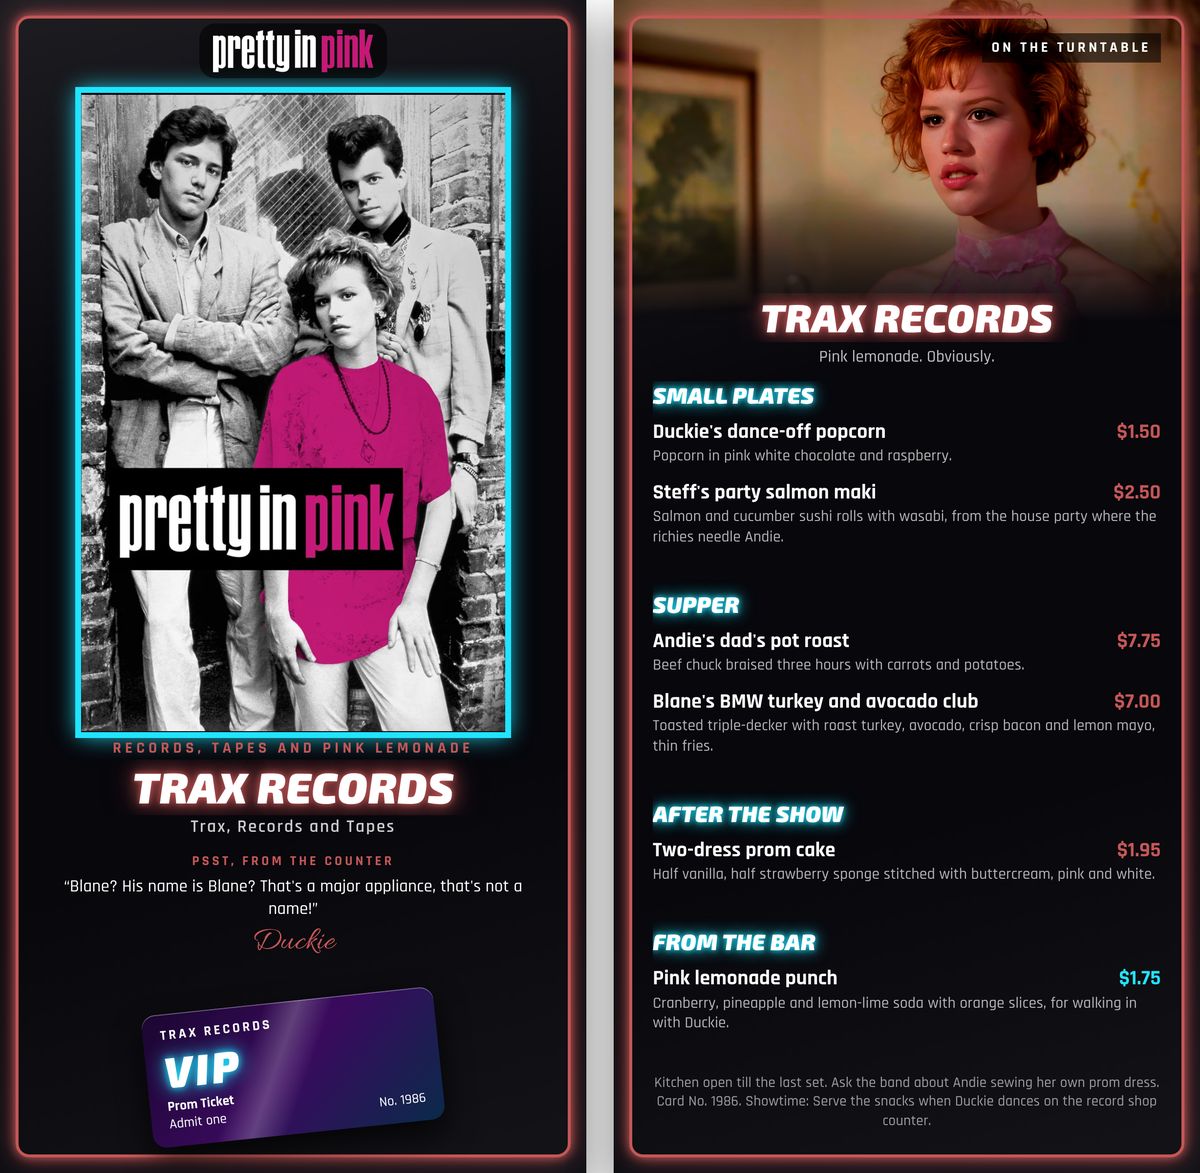 pretty in pink
pretty in pink
RECORDS, TAPES AND PINK LEMONADE
TRAX RECORDS
Trax, Records and Tapes
PSST, FROM THE COUNTER
“Blane? His name is Blane? That's a major appliance, that's not a
name!”
Duckie
TRAX RECORDS
VIP
Prom Ticket
Admit one
No. 1986
ON THE TURNTABLE
TRAX RECORDS
Pink lemonade. Obviously.
SMALL PLATES
Duckie's dance-off popcorn $1.50
Popcorn in pink white chocolate and raspberry.
Steff's party salmon maki $2.50
Salmon and cucumber sushi rolls with wasabi, from the house party where the
richies needle Andie.
SUPPER
Andie's dad's pot roast $7.75
Beef chuck braised three hours with carrots and potatoes.
Blane's BMW turkey and avocado club $7.00
Toasted triple-decker with roast turkey, avocado, crisp bacon and lemon mayo,
thin fries.
AFTER THE SHOW
Two-dress prom cake $1.95
Half vanilla, half strawberry sponge stitched with buttercream, pink and white.
FROM THE BAR
Pink lemonade punch $1.75
Cranberry, pineapple and lemon-lime soda with orange slices, for walking in
with Duckie.
Kitchen open till the last set. Ask the band about Andie sewing her own prom dress.
Card No. 1986. Showtime: Serve the snacks when Duckie dances on the record shop
counter.